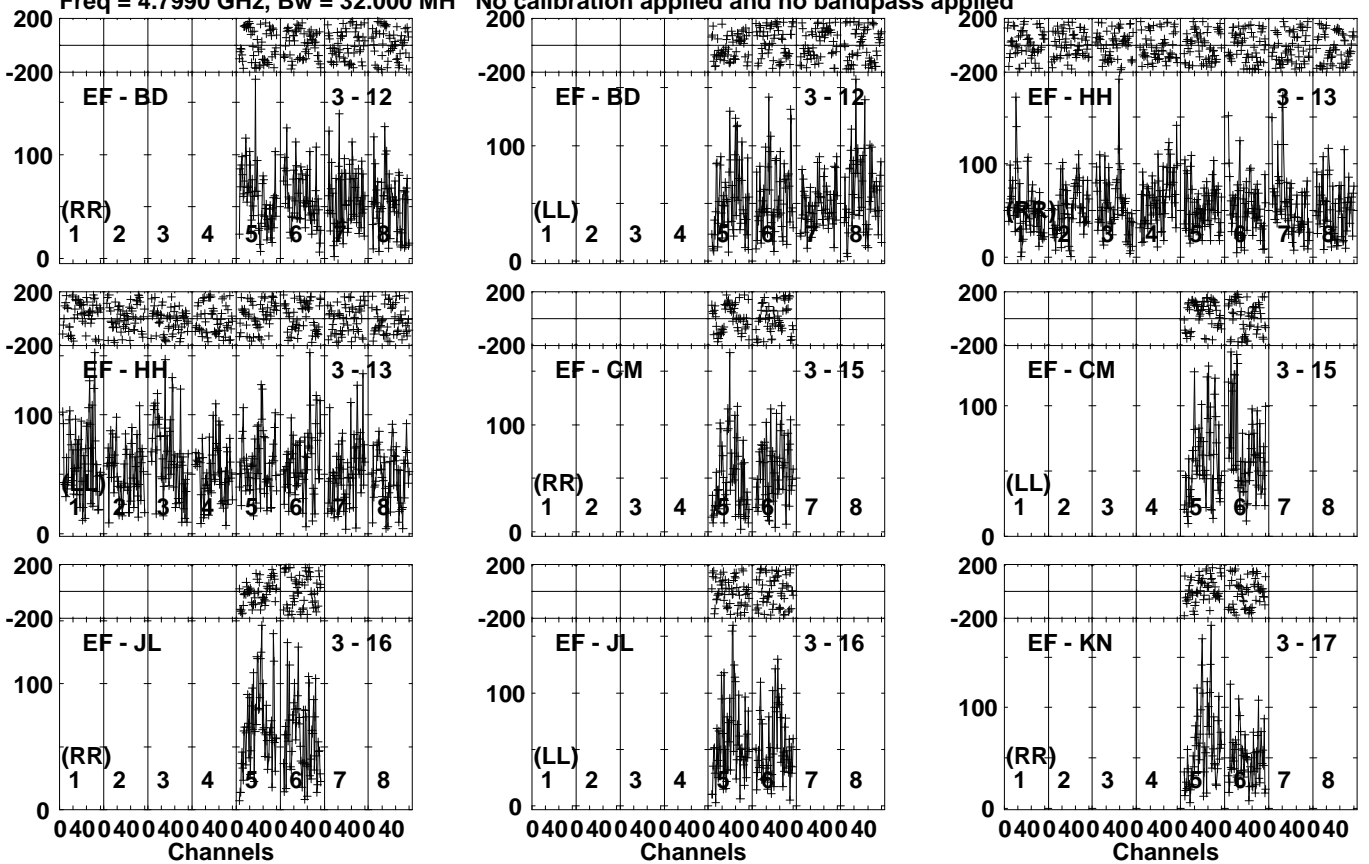 Freq = 4.7990 GHz, Bw = 32.000 MH No calibration applied and no bandpass applied
200
-200
EF - BD 3 - 12
100
(RR)
1 2 3 4 5 6 7 8
0
200
-200
EF - BD 3 - 12
100
(LL)
1 2 3 4 5 6 7 8
0
200
-200
EF - HH 3 - 13
100
(RR)
1 2 3 4 5 6 7 8
0
200
-200
EF - HH 3 - 13
100
(LL)
1 2 3 4 5 6 7 8
0
200
-200
EF - CM 3 - 15
100
(RR)
1 2 3 4 5 6 7 8
0
200
-200
EF - CM 3 - 15
100
(LL)
1 2 3 4 5 6 7 8
0
200
-200
EF - JL 3 - 16
100
(RR)
1 2 3 4 5 6 7 8
0
0 40 0 40 0 40 0 40 0 40 0 40 0 40 0 40
Channels
200
-200
EF - JL 3 - 16
100
(LL)
1 2 3 4 5 6 7 8
0
0 40 0 40 0 40 0 40 0 40 0 40 0 40 0 40
Channels
200
-200
EF - KN 3 - 17
100
(RR)
1 2 3 4 5 6 7 8
0
0 40 0 40 0 40 0 40 0 40 0 40 0 40 0 40
Channels